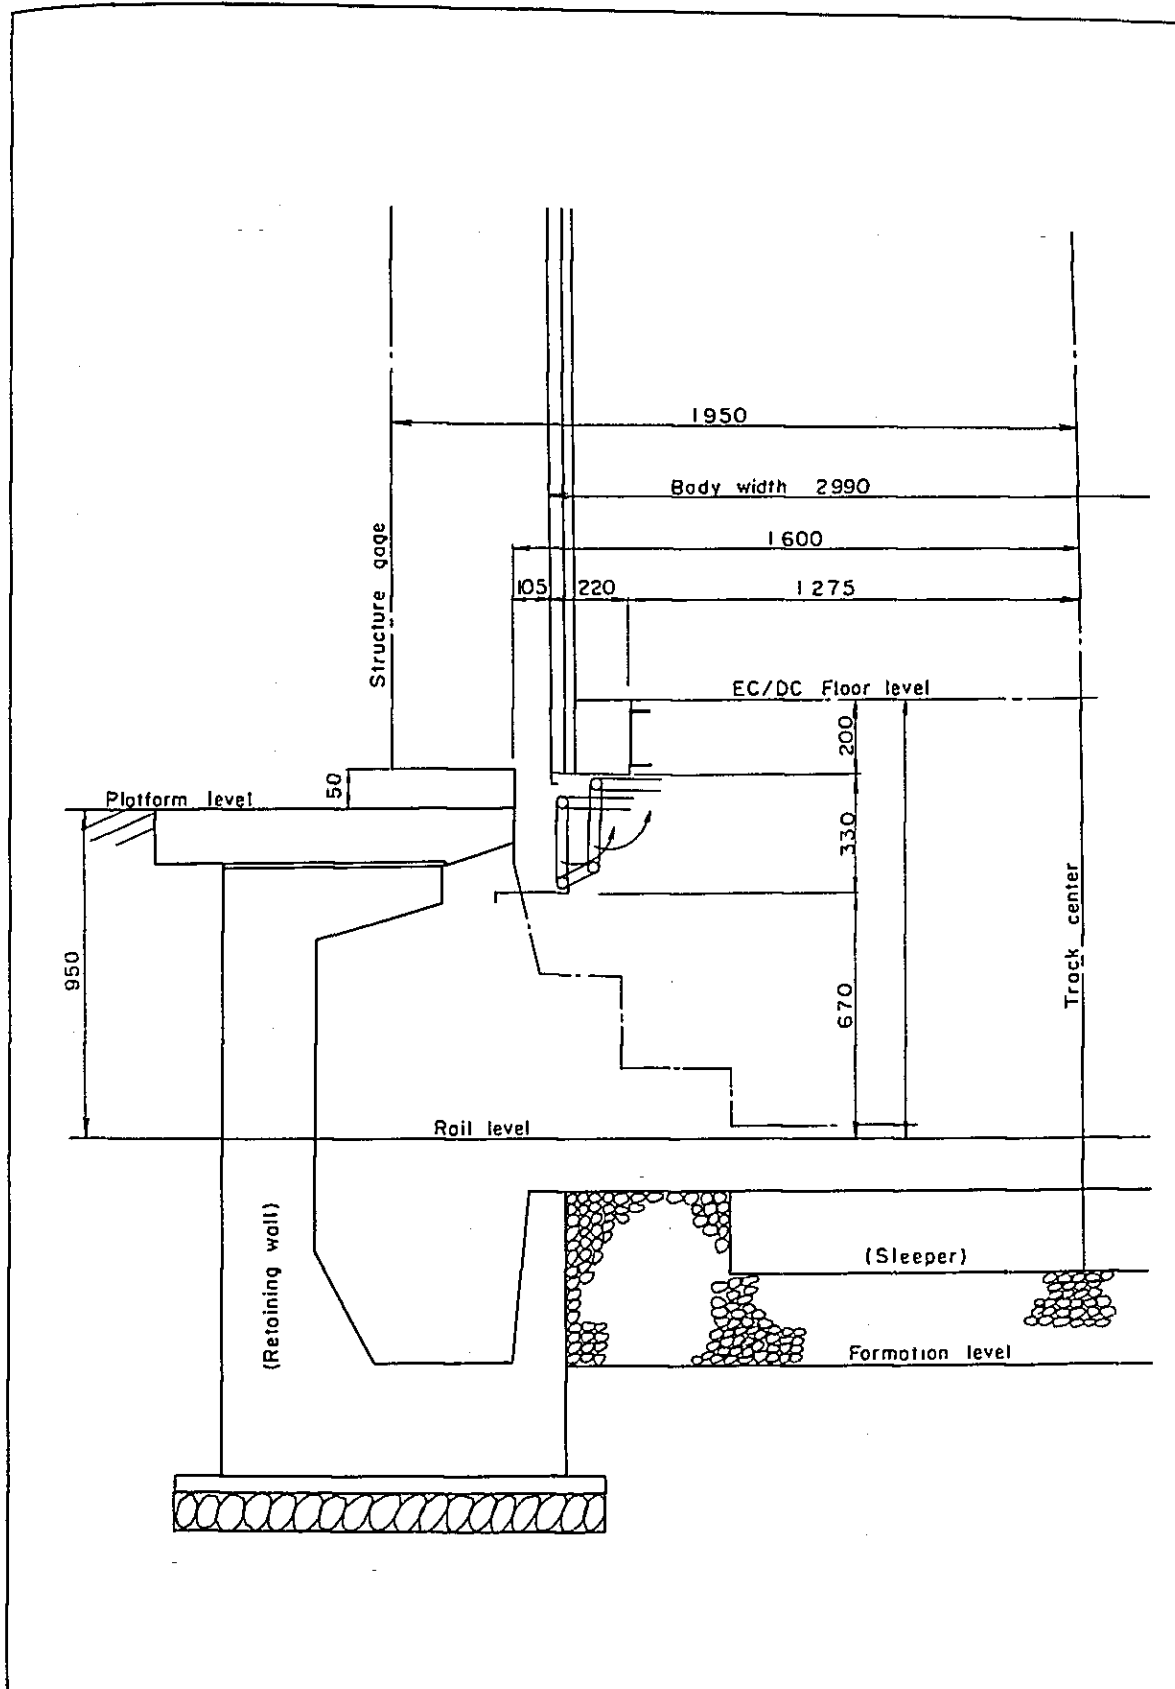 1950
Body width 2990
1600
105
220
1275
Structure gage
EC/DC Floor level
200
50
Platform level
330
950
670
Track center
Rail level
(Retaining wall)
(Sleeper)
Formation level